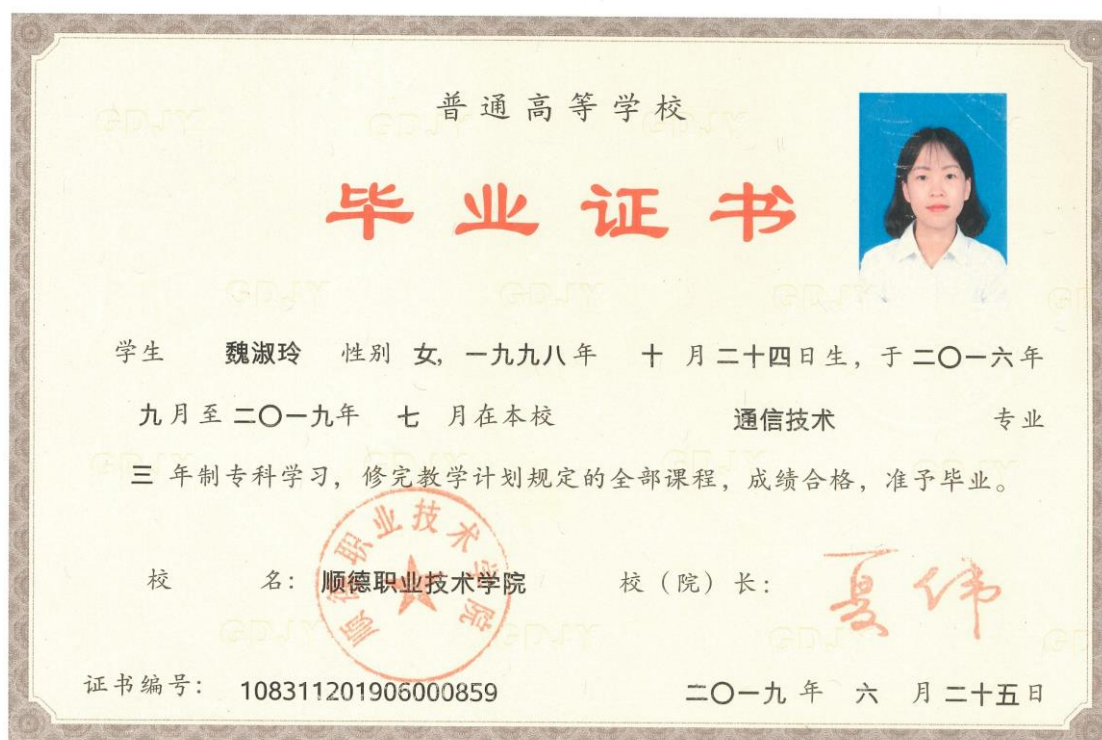 普通高等学校
毕业证书
学生 魏淑玲 性别 女, 一九九八年 十 月二十四日生，于二〇一六年
九月至二〇一九年 七 月在本校 通信技术 专业
三 年制专科学习，修完教学计划规定的全部课程，成绩合格，准予毕业。
校 名：顺德职业技术学院 校（院）长：夏伟
顺德职业技术学院
证书编号：108311201906000859 二〇一九 年 六 月二十五日
GDJY